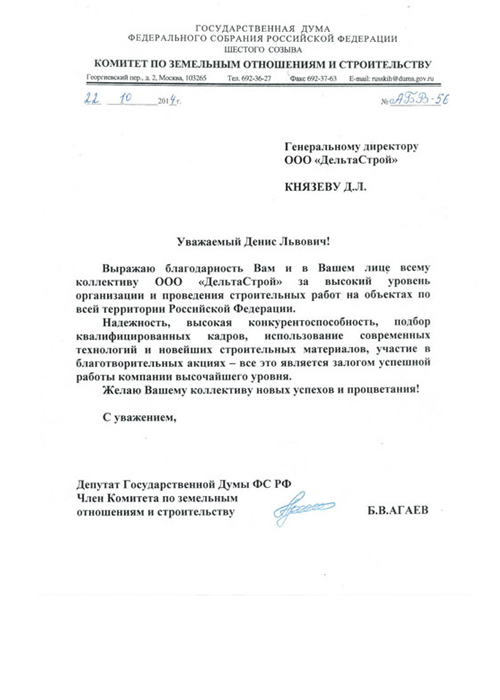 ГОСУДАРСТВЕННАЯ ДУМА
ФЕДЕРАЛЬНОГО СОБРАНИЯ РОССИЙСКОЙ ФЕДЕРАЦИИ
ШЕСТОГО СОЗЫВА
КОМИТЕТ ПО ЗЕМЕЛЬНЫМ ОТНОШЕНИЯМ И СТРОИТЕЛЬСТВУ
Георгиевский пер., д. 2, Москва, 103265 Тел. 692-36-27 Факс 692-37-63 E-mail: russkih@duma.gov.ru
22 10 2014 г. № АБВ-56
Генеральному директору
ООО «ДельтаСтрой»
КНЯЗЕВУ Д.Л.
Уважаемый Денис Львович!
Выражаю благодарность Вам и в Вашем лице всему
коллективу ООО «ДельтаСтрой» за высокий уровень
организации и проведения строительных работ на объектах по
всей территории Российской Федерации.
Надежность, высокая конкурентоспособность, подбор
квалифицированных кадров, использование современных
технологий и новейших строительных материалов, участие в
благотворительных акциях – все это является залогом успешной
работы компании высочайшего уровня.
Желаю Вашему коллективу новых успехов и процветания!
С уважением,
Депутат Государственной Думы ФС РФ
Член Комитета по земельным
отношениям и строительству Б.В.АГАЕВ